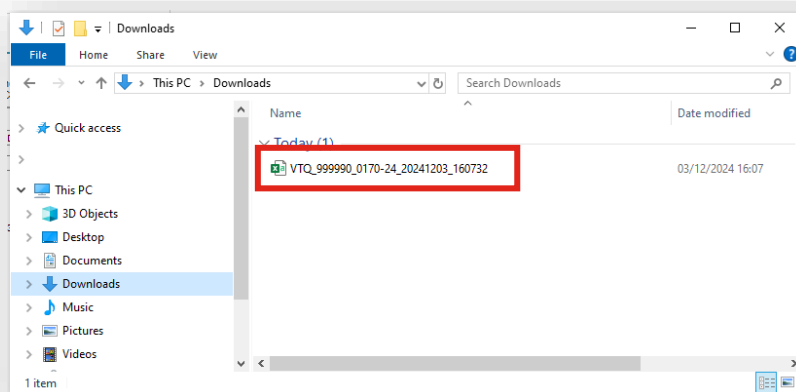 Downloads
File Home Share View
This PC > Downloads
Search Downloads
Name Date modified
Quick access
Today (1)
VTQ_999990_0170-24_20241203_160732 03/12/2024 16:07
This PC
3D Objects
Desktop
Documents
Downloads
Music
Pictures
Videos
1 item